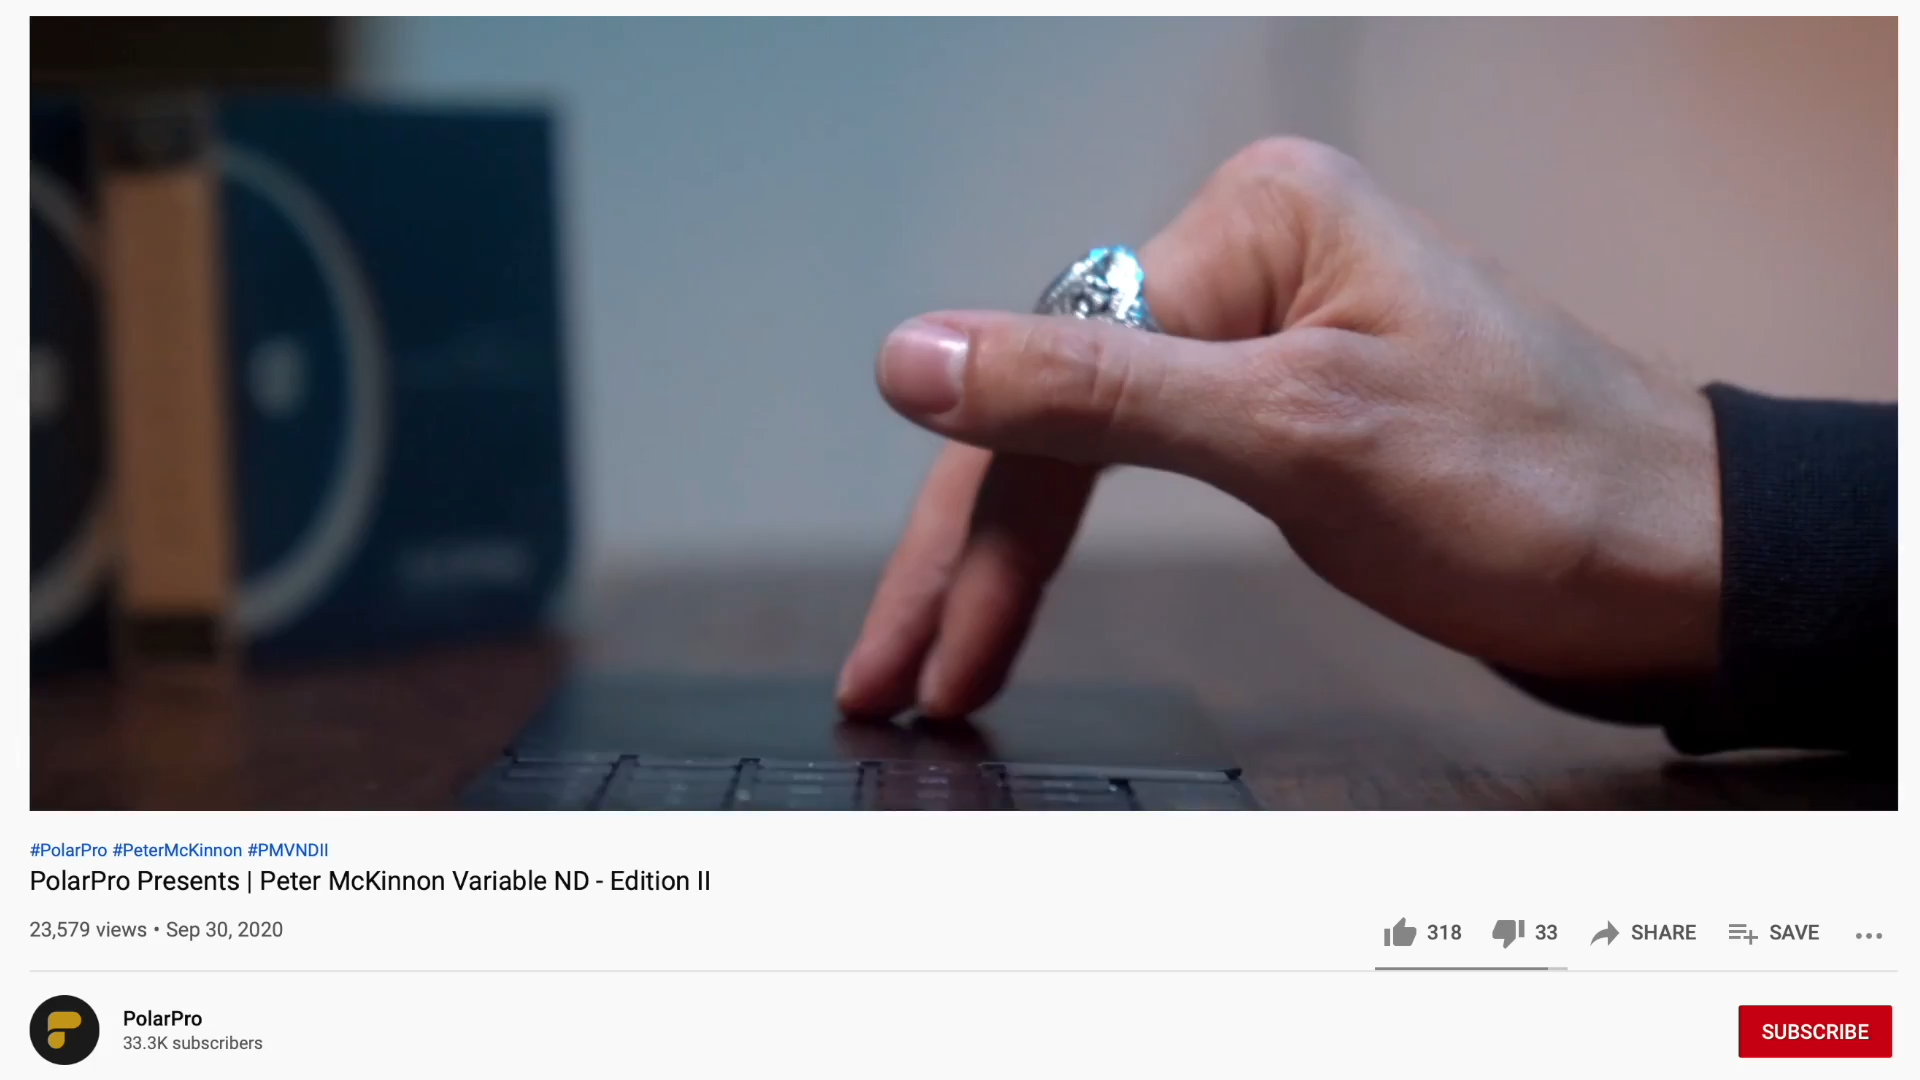 #PolarPro #PeterMcKinnon #PMVNDII
PolarPro Presents | Peter McKinnon Variable ND - Edition II
23,579 views • Sep 30, 2020
318 33 SHARE SAVE
PolarPro
33.3K subscribers
SUBSCRIBE